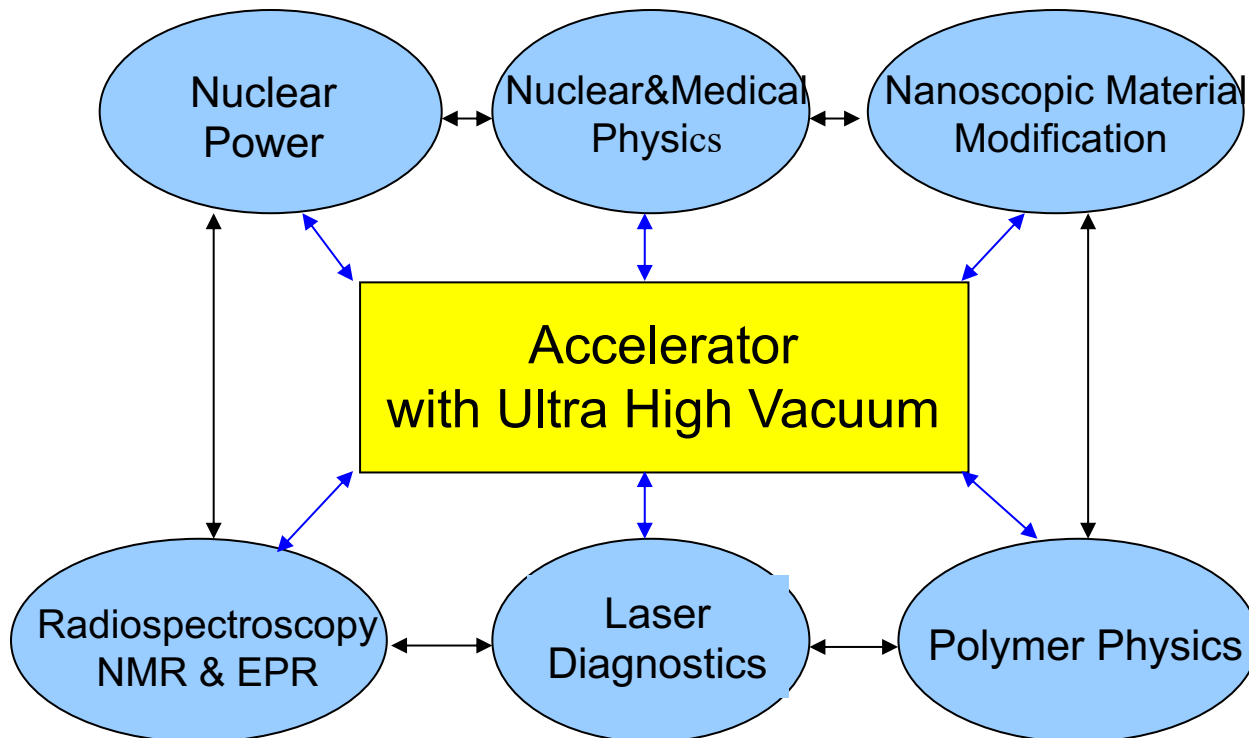 Nuclear
Power
Nuclear&Medical
Physics
Nanoscopic Material
Modification
Accelerator
with Ultra High Vacuum
Radiospectroscopy
NMR & EPR
Laser
Diagnostics
Polymer Physics